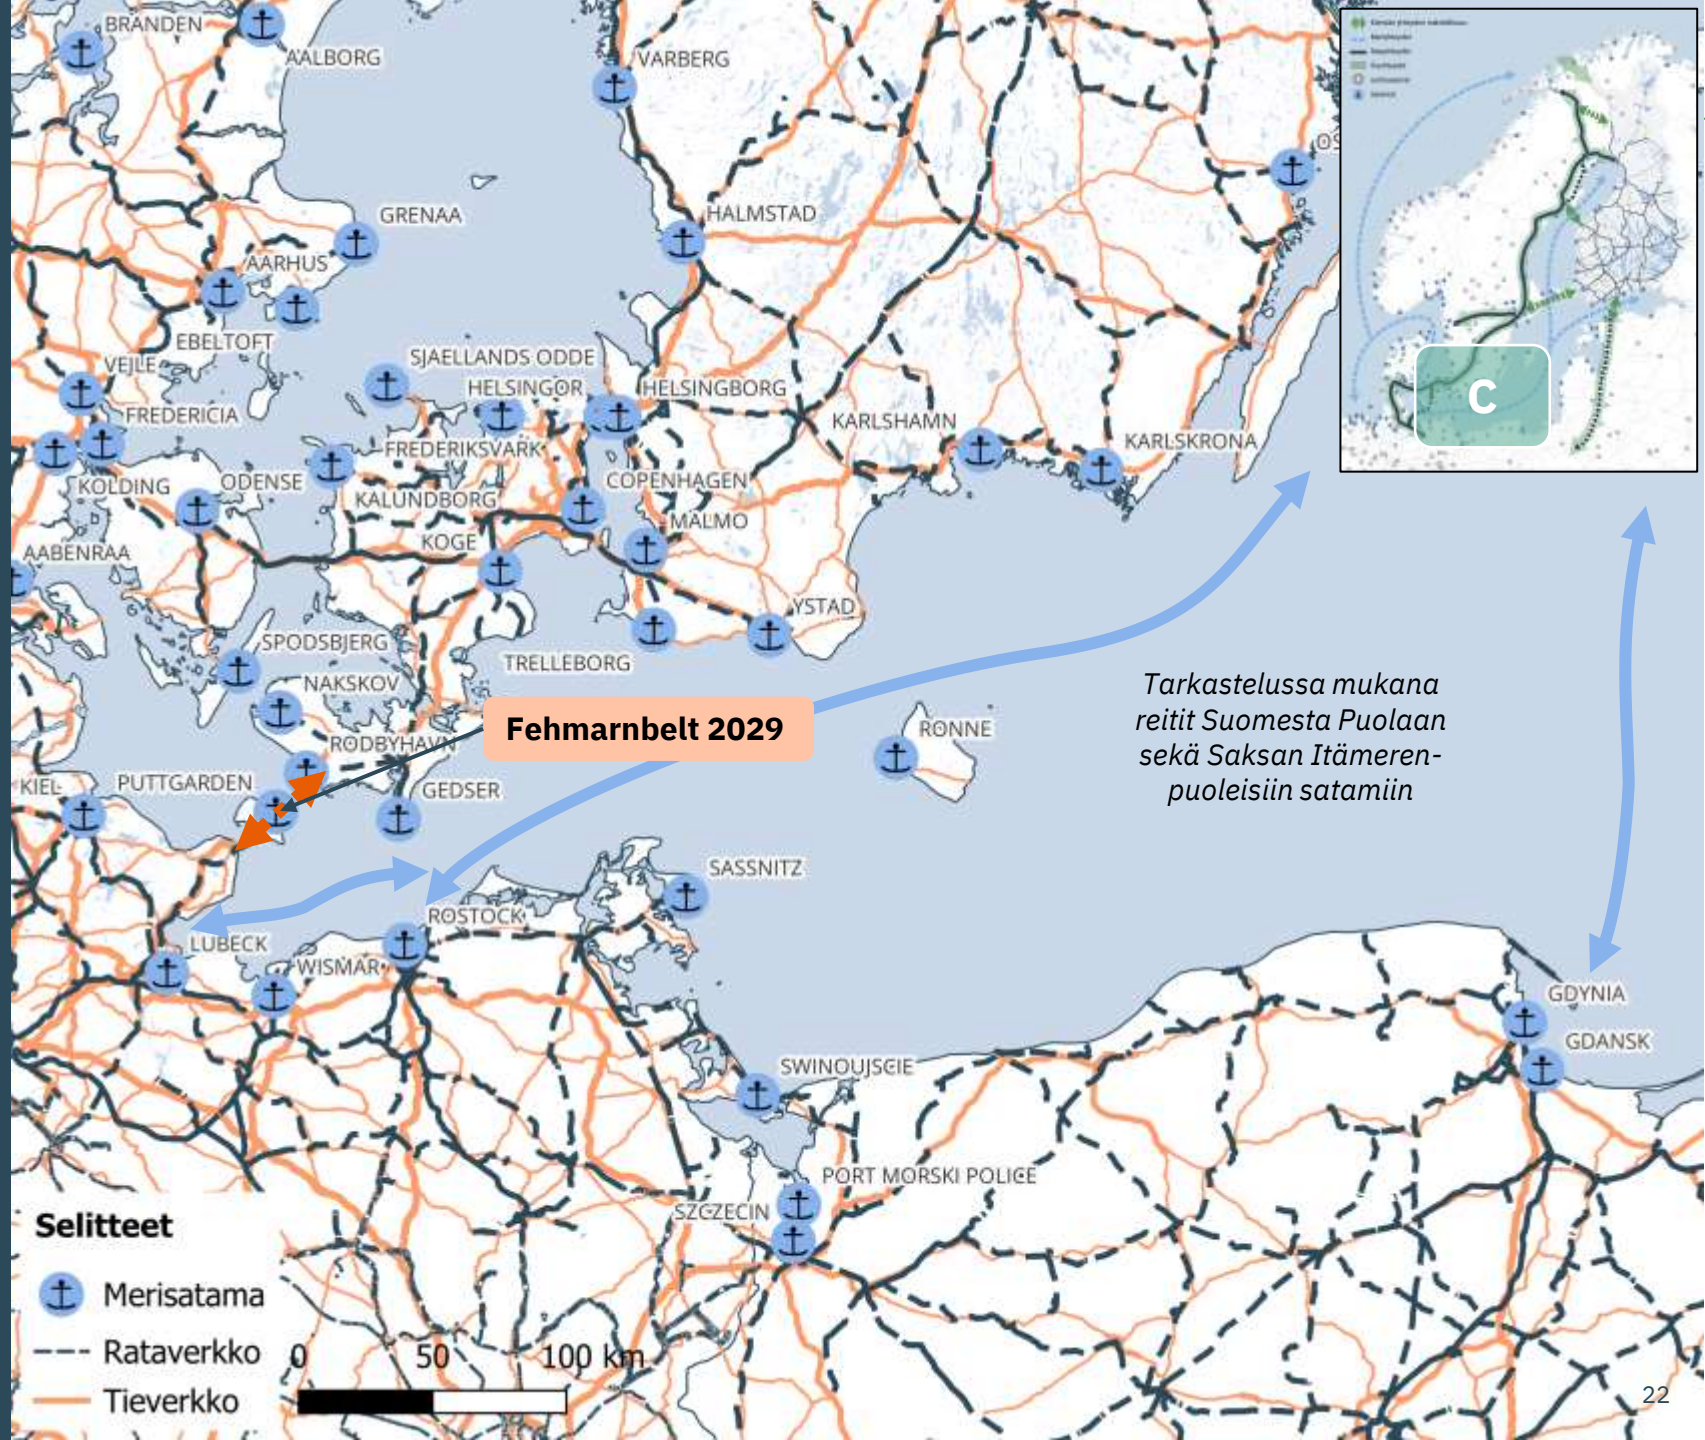 BRANDEN
AALBORG
VARBERG
OS
GRENAA
HALMSTAD
AARHUS
EBELTOFT
VEJLE
SJAELLANDS ODDE
HELSINGOR
HELSINGBORG
FREDERICIA
KARLSHAMN
KARLSKRONA
FREDERIKSVARK
KOLDING
ODENSE
COPENHAGEN
KALUNDBORG
MALMO
KOGE
AABENRAA
YSTAD
SPODSBJERG
TRELLEBORG
NAKSKOV
Fehmarnbelt 2029
RODBYHAVN
RONNE
PUTTGARDEN
KIEL
GEDSER
C
Tarkastelussa mukana
reitit Suomesta Puolaan
sekä Saksan Itämeren-
puoleisiin satamiin
SASSNITZ
ROSTOCK
LUBECK
WISMAR
GDYNIA
GDANSK
SWINOUJSCIE
PORT MORSKI POLICE
SZCZECIN
Selitteet
Merisatama
Rataverkko
Tieverkko
0 50 100 km
22